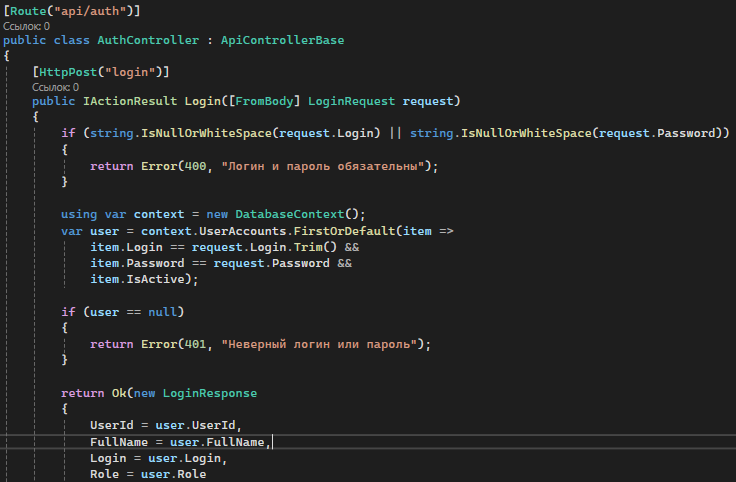 [Route("api/auth")]
Ссылок: 0
public class AuthController : ApiControllerBase
{
    [HttpPost("login")]
    Ссылок: 0
    public IActionResult Login([FromBody] LoginRequest request)
    {
        if (string.IsNullOrWhiteSpace(request.Login) || string.IsNullOrWhiteSpace(request.Password))
        {
            return Error(400, "Логин и пароль обязательны");
        }

        using var context = new DatabaseContext();
        var user = context.UserAccounts.FirstOrDefault(item =>
            item.Login == request.Login.Trim() &&
            item.Password == request.Password &&
            item.IsActive);

        if (user == null)
        {
            return Error(401, "Неверный логин или пароль");
        }

        return Ok(new LoginResponse
        {
            UserId = user.UserId,
            FullName = user.FullName,
            Login = user.Login,
            Role = user.Role